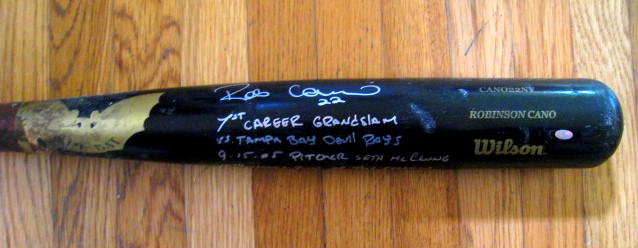 Rob Canó
22
1ST CAREER GRANDSLAM
VS. TAMPA BAY DEVIL RAYS
9.15.05 PITCHER SETH McCLUNG
CANO22NY
ROBINSON CANO
Wilson